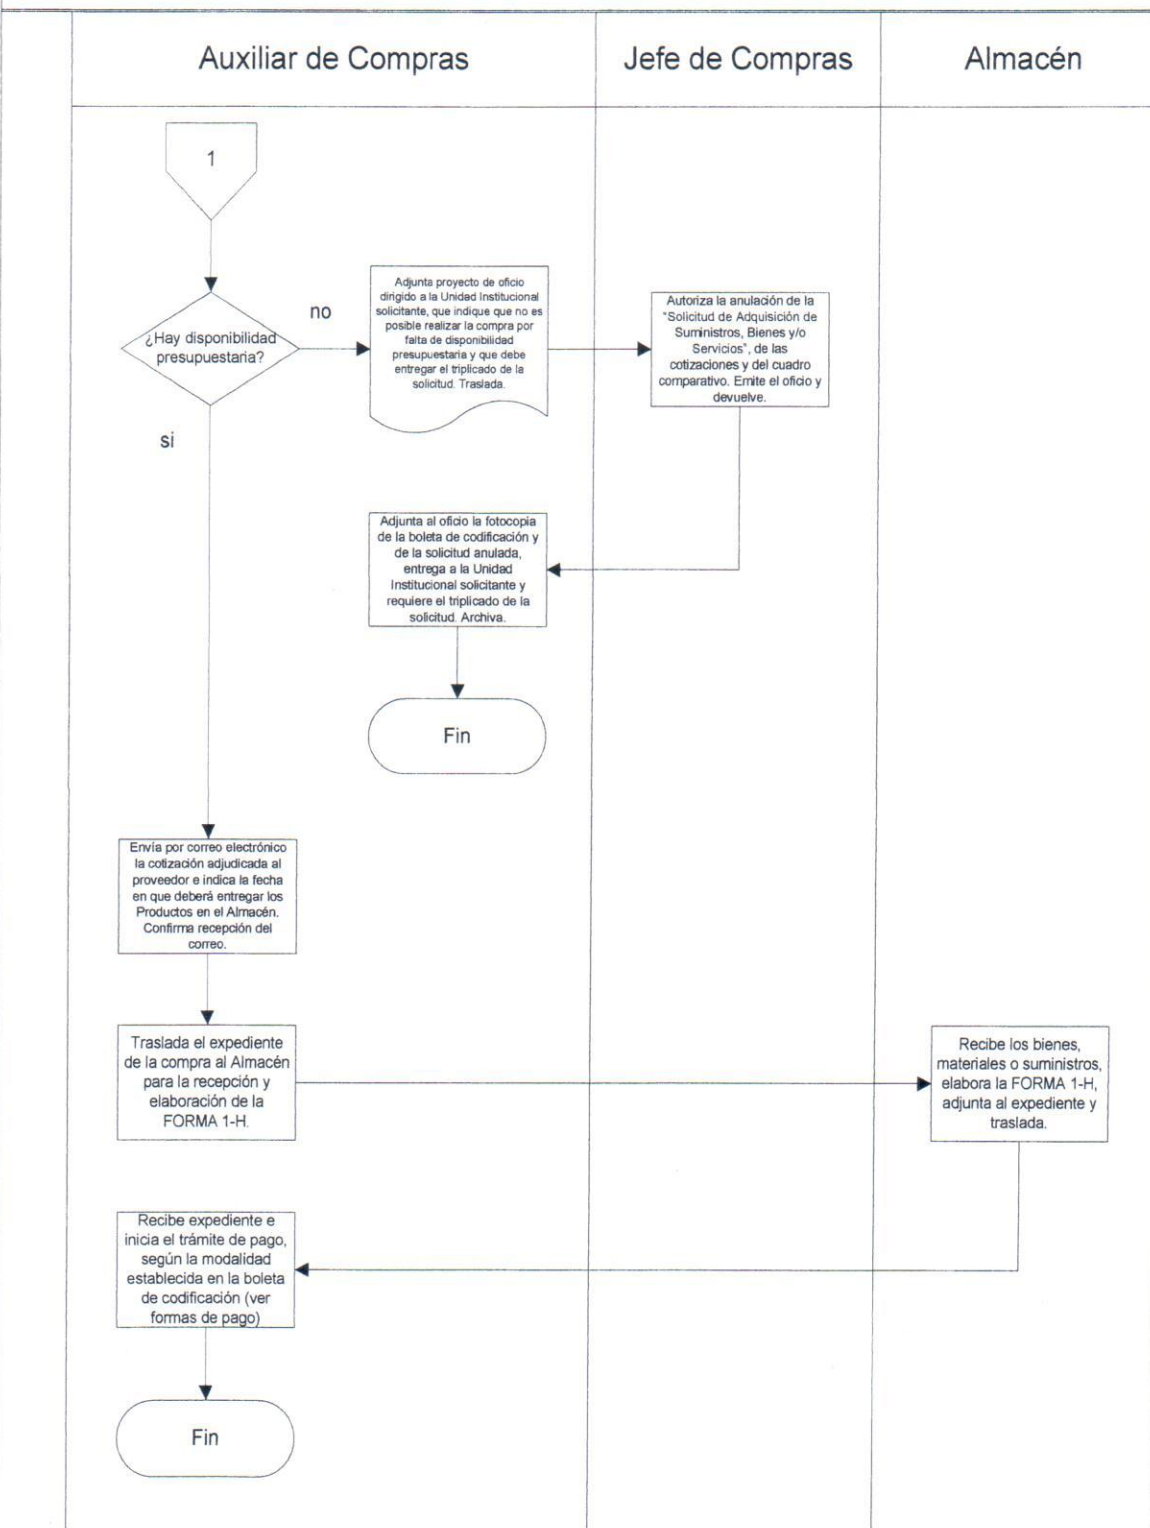 Auxiliar de Compras
Jefe de Compras
Almacén
1
¿Hay disponibilidad
presupuestaria?
no
Adjunta proyecto de oficio
dirigido a la Unidad Institucional
solicitante, que indique que no es
posible realizar la compra por
falta de disponibilidad
presupuestaria y que debe
entregar el triplicado de la
solicitud. Traslada.
Autoriza la anulación de la
"Solicitud de Adquisición de
Suministros, Bienes y/o
Servicios", de las
cotizaciones y del cuadro
comparativo. Emite el oficio y
devuelve.
si
Adjunta al oficio la fotocopia
de la boleta de codificación y
de la solicitud anulada,
entrega a la Unidad
Institucional solicitante y
requiere el triplicado de la
solicitud. Archiva.
Fin
Envía por correo electrónico
la cotización adjudicada al
proveedor e indica la fecha
en que deberá entregar los
Productos en el Almacén.
Confirma recepción del
correo.
Traslada el expediente
de la compra al Almacén
para la recepción y
elaboración de la
FORMA 1-H.
Recibe los bienes,
materiales o suministros,
elabora la FORMA 1-H,
adjunta al expediente y
traslada.
Recibe expediente e
inicia el trámite de pago,
según la modalidad
establecida en la boleta
de codificación (ver
formas de pago)
Fin